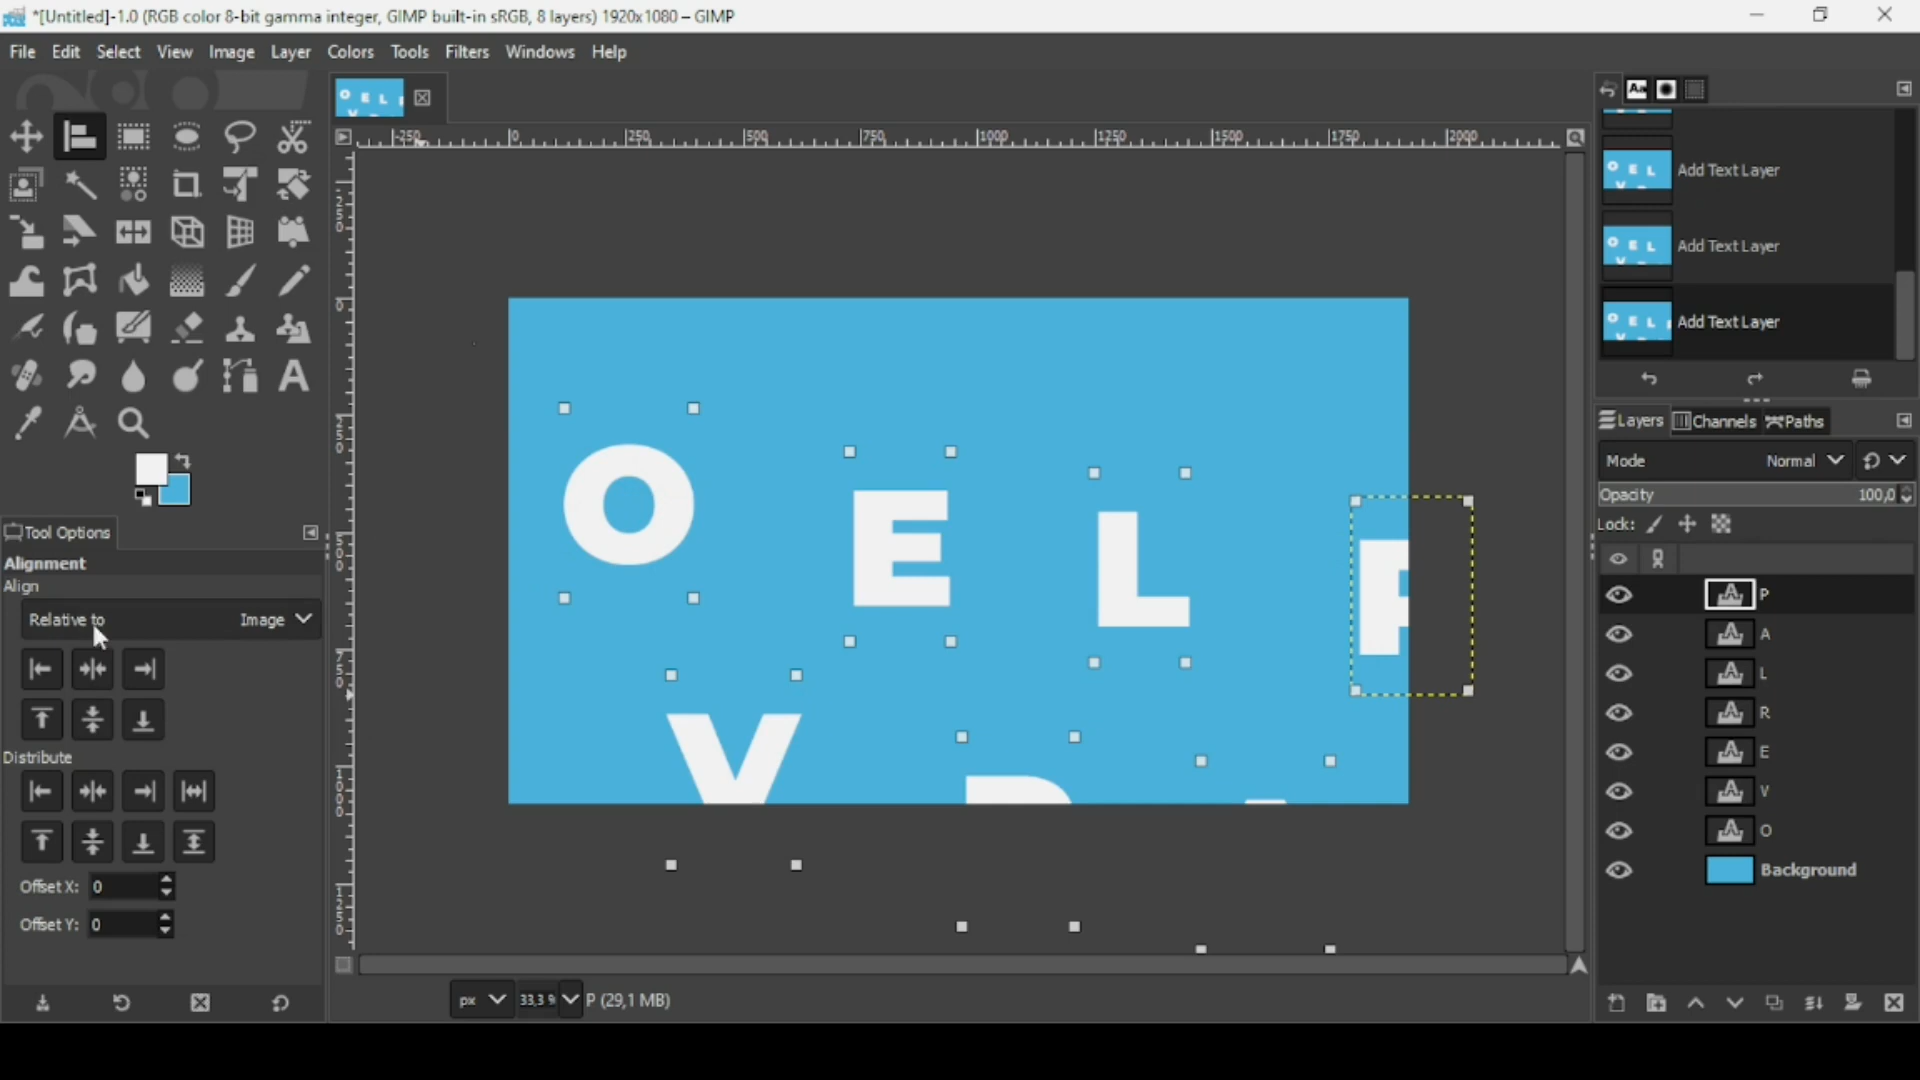 *[Untitled]-1.0 (RGB color 8-bit gamma integer, GIMP built-in sRGB, 8 layers) 1920x1080 – GIMP
File Edit Select View Image Layer Colors Tools Filters Windows Help
-250 0 250 500 750 1000 1250 1500 1750 2000
Add Text Layer
Add Text Layer
Add Text Layer
Layers Channels Paths
Mode Normal
Opacity 100,0
Lock:
P
A
L
R
E
V
O
Background
Tool Options
Alignment
Align
Relative to Image
Distribute
Offset X: 0
Offset Y: 0
O E L
V
px 33,3 % P (29,1 MB)